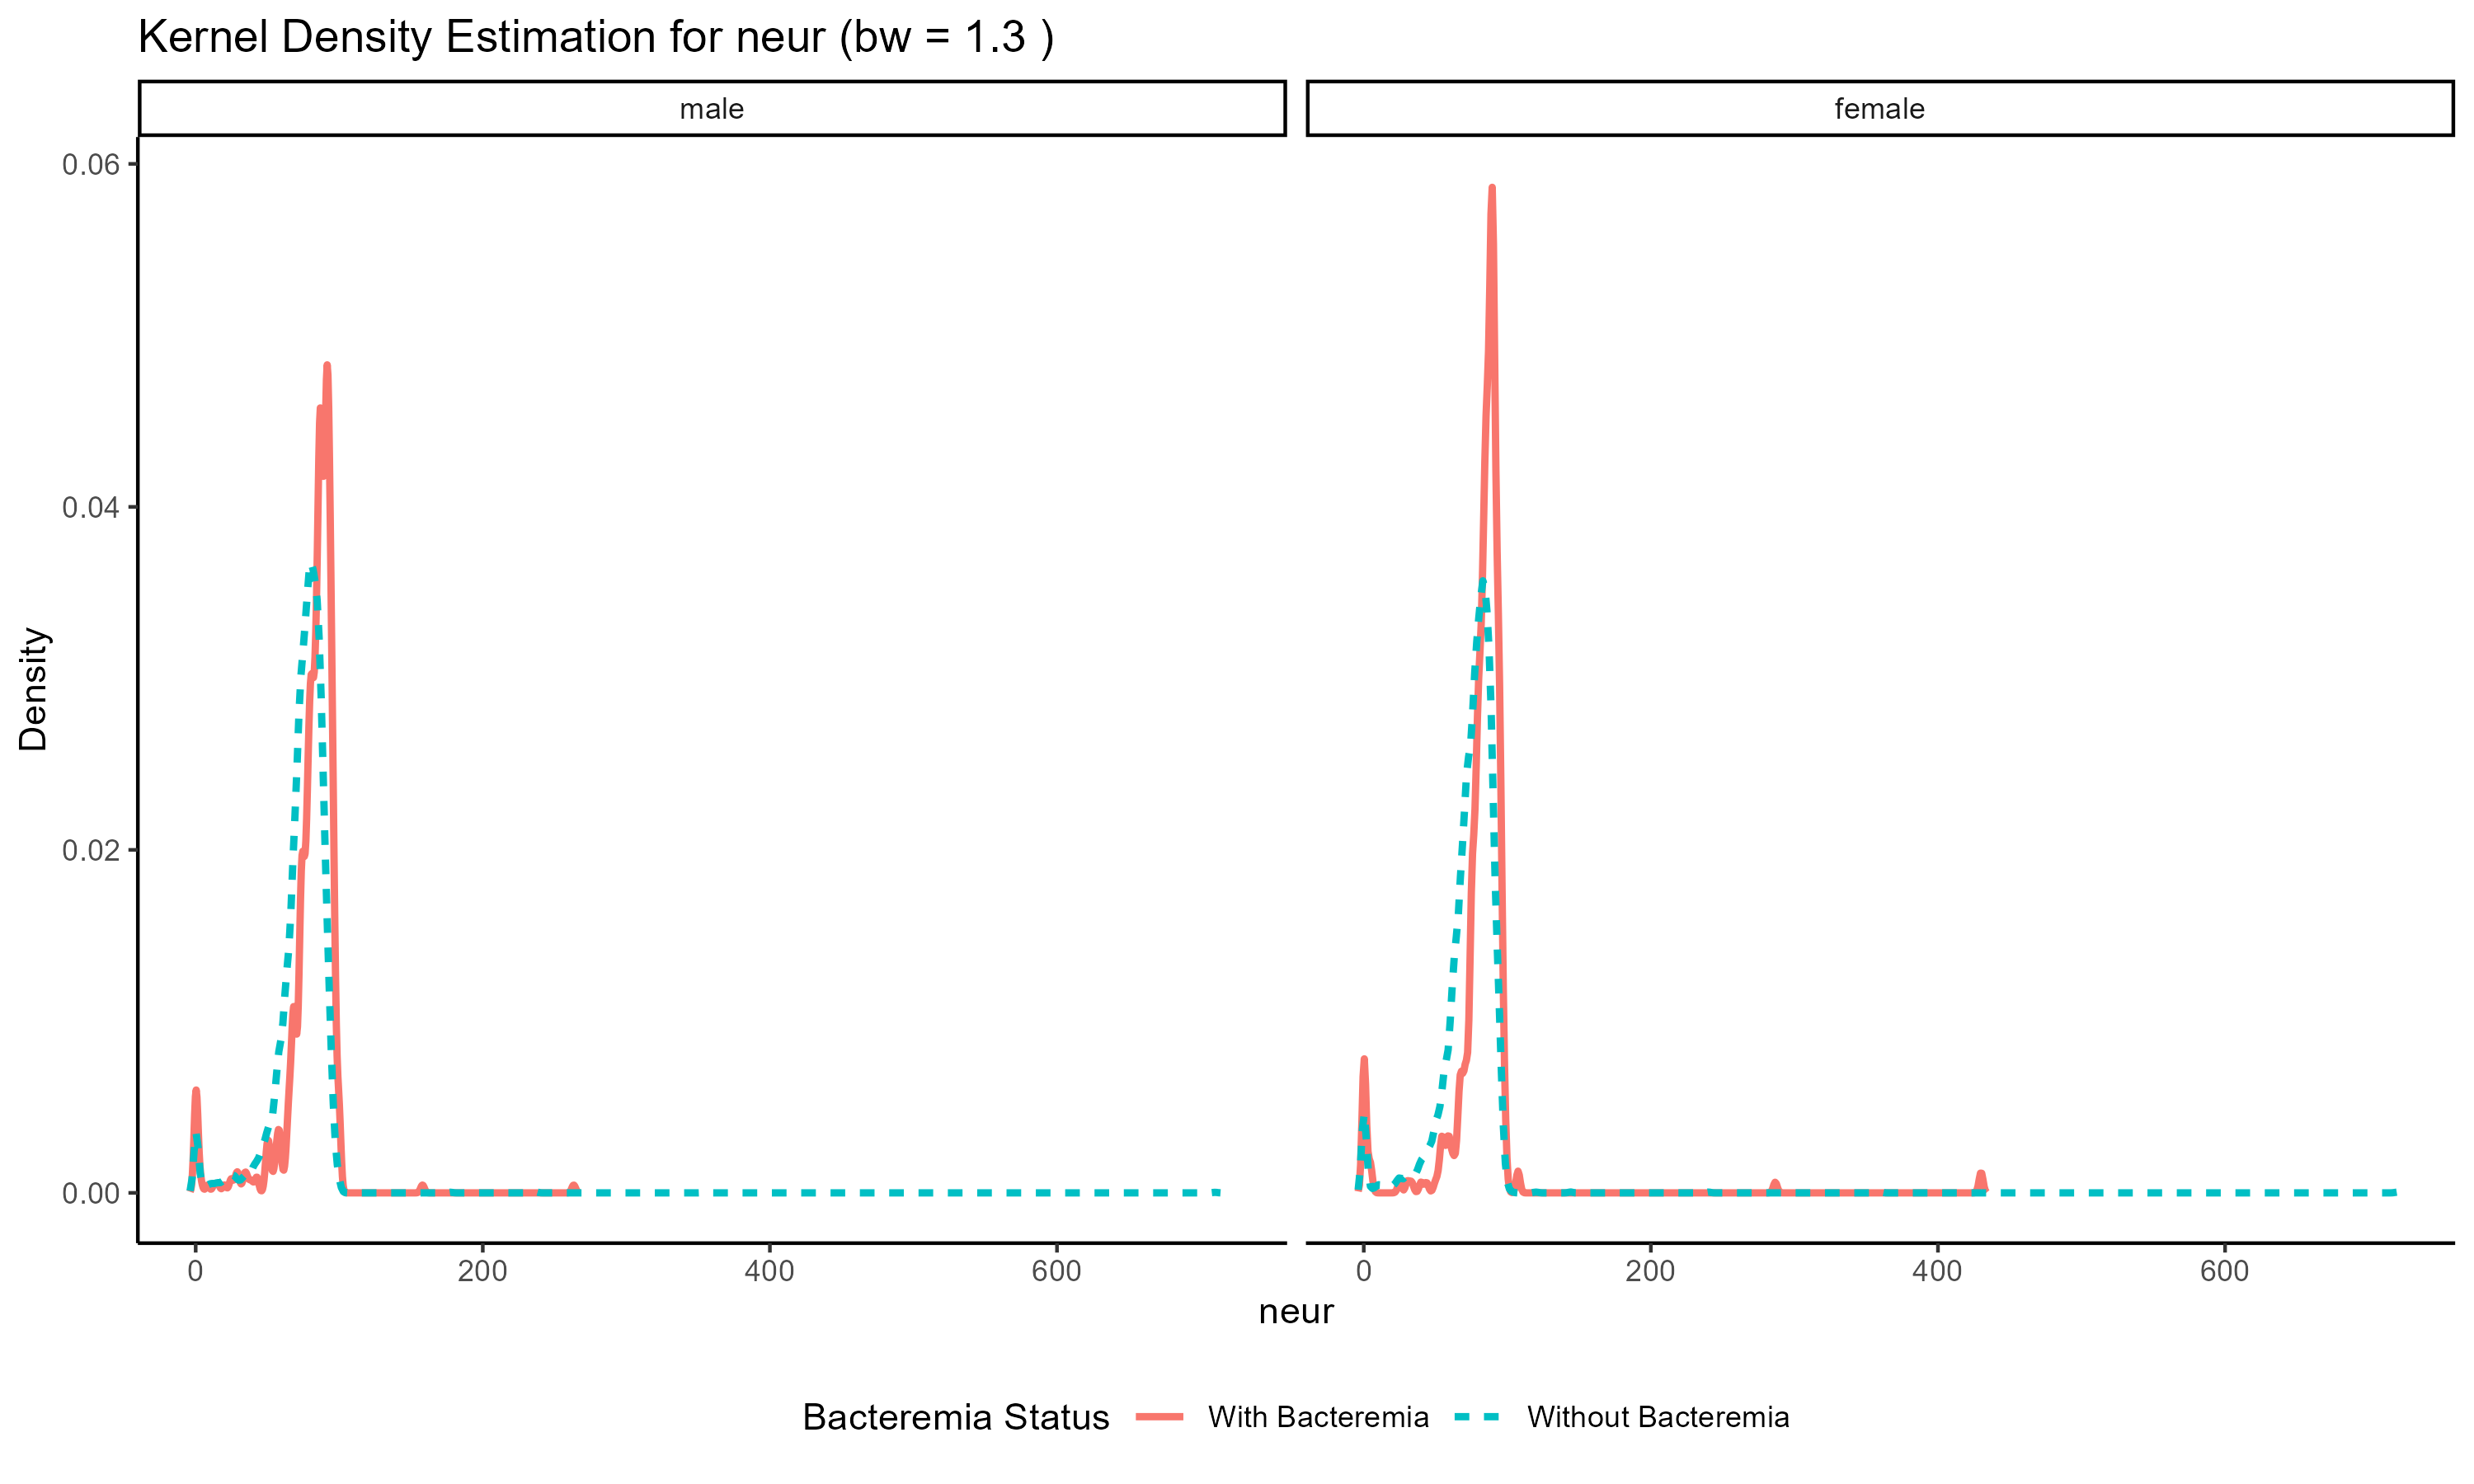 Kernel Density Estimation for neur (bw = 1.3 )
male
female
0.06
0.04
0.02
0.00
Density
0 200 400 600
0 200 400 600
neur
Bacteremia Status With Bacteremia Without Bacteremia